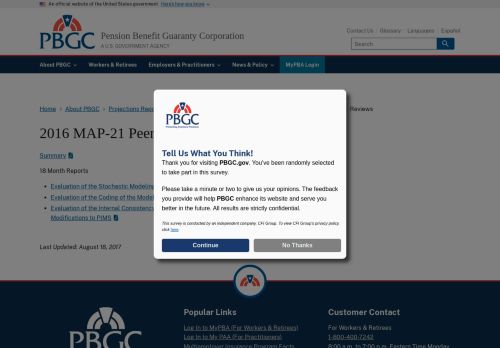 An official website of the United States government Here's how you know
PBGC
Pension Benefit Guaranty Corporation
A U.S. GOVERNMENT AGENCY
Contact Us Glossary Languages Español
Search
About PBGC Workers & Retirees Employers & Practitioners News & Policy MyPBA Login
Home > About PBGC > Projections Repo Reviews
2016 MAP-21 Peer
Summary
18 Month Reports
Evaluation of the Stochastic Modeling
Evaluation of the Coding of the Model
Evaluation of the Internal Consistency
Modifications to PIMS
Last Updated: August 18, 2017
PBGC
Protecting America's Pensions
Tell Us What You Think!
Thank you for visiting PBGC.gov. You've been randomly selected
to take part in this survey.
Please take a minute or two to give us your opinions. The feedback
you provide will help PBGC enhance its website and serve you
better in the future. All results are strictly confidential.
This survey is conducted by an independent company, CFI Group. To view CFI Group's privacy policy
click here.
Continue No Thanks
PBGC
Popular Links
Log In to MyPBA (For Workers & Retirees)
Log In to My PAA (For Practitioners)
Multiemployer Insurance Program Facts
Customer Contact
For Workers & Retirees
1-800-400-7242
8:00 a.m. to 7:00 p.m. Eastern Time Monday